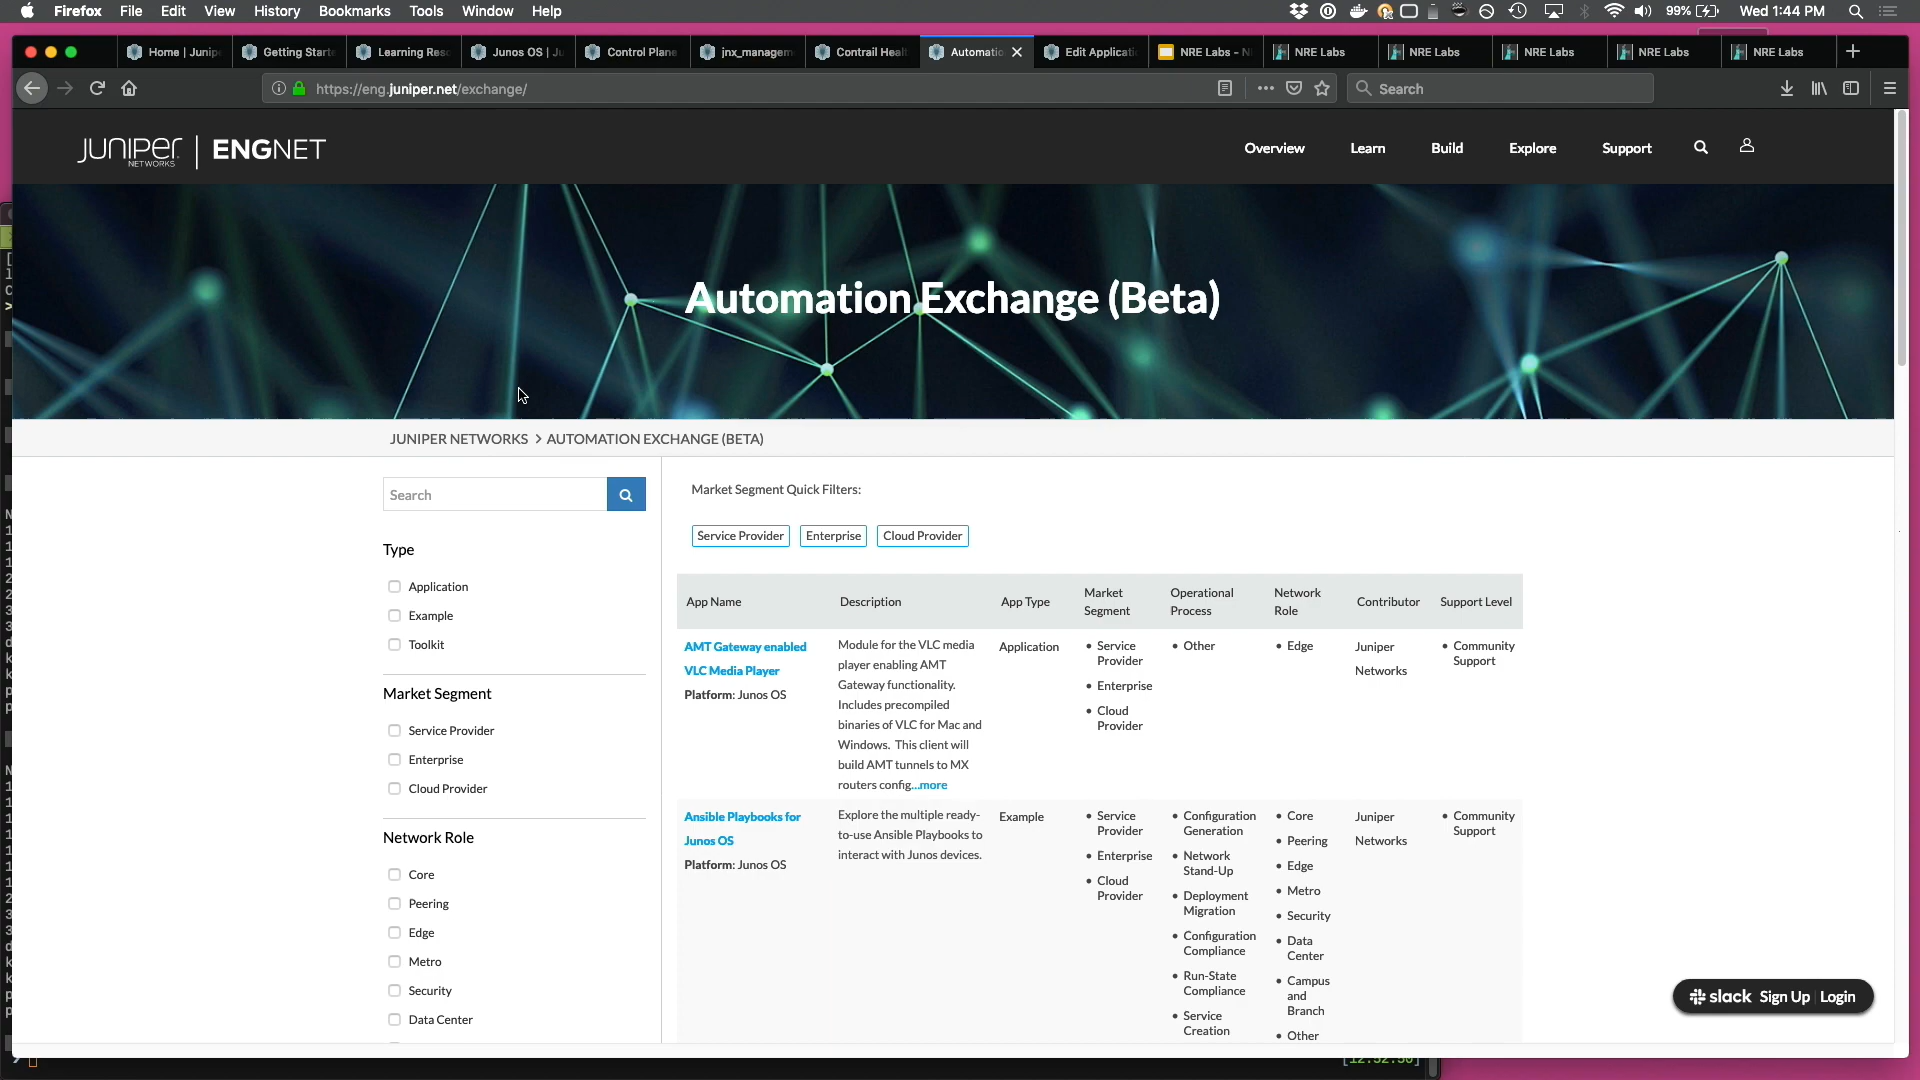 Firefox File Edit View History Bookmarks Tools Window Help 99% Wed 1:44 PM
Home | Junipe Getting Starte Learning Reso Junos OS | Ju Control Plane jnx_managem Contrail Healt Automatio Edit Applicati NRE Labs - N NRE Labs NRE Labs NRE Labs NRE Labs NRE Labs
https://eng.juniper.net/exchange/ Search
JUNIPER NETWORKS | ENGNET Overview Learn Build Explore Support
Automation Exchange (Beta)
JUNIPER NETWORKS > AUTOMATION EXCHANGE (BETA)
Search
Type
Application
Example
Toolkit
Market Segment
Service Provider
Enterprise
Cloud Provider
Network Role
Core
Peering
Edge
Metro
Security
Data Center
Market Segment Quick Filters:
Service Provider Enterprise Cloud Provider
App Name Description App Type Market Segment Operational Process Network Role Contributor Support Level
AMT Gateway enabled
VLC Media Player
Platform: Junos OS
Module for the VLC media
player enabling AMT
Gateway functionality.
Includes precompiled
binaries of VLC for Mac and
Windows. This client will
build AMT tunnels to MX
routers config...more
Application
• Service
Provider
• Enterprise
• Cloud
Provider
• Other
• Edge
Juniper
Networks
• Community
Support
Ansible Playbooks for
Junos OS
Platform: Junos OS
Explore the multiple ready-
to-use Ansible Playbooks to
interact with Junos devices.
Example
• Service
Provider
• Enterprise
• Cloud
Provider
• Configuration
Generation
• Network
Stand-Up
• Deployment
Migration
• Configuration
Compliance
• Run-State
Compliance
• Service
Creation
• Core
• Peering
• Edge
• Metro
• Security
• Data
Center
• Campus
and
Branch
• Other
Juniper
Networks
• Community
Support
slack Sign Up | Login